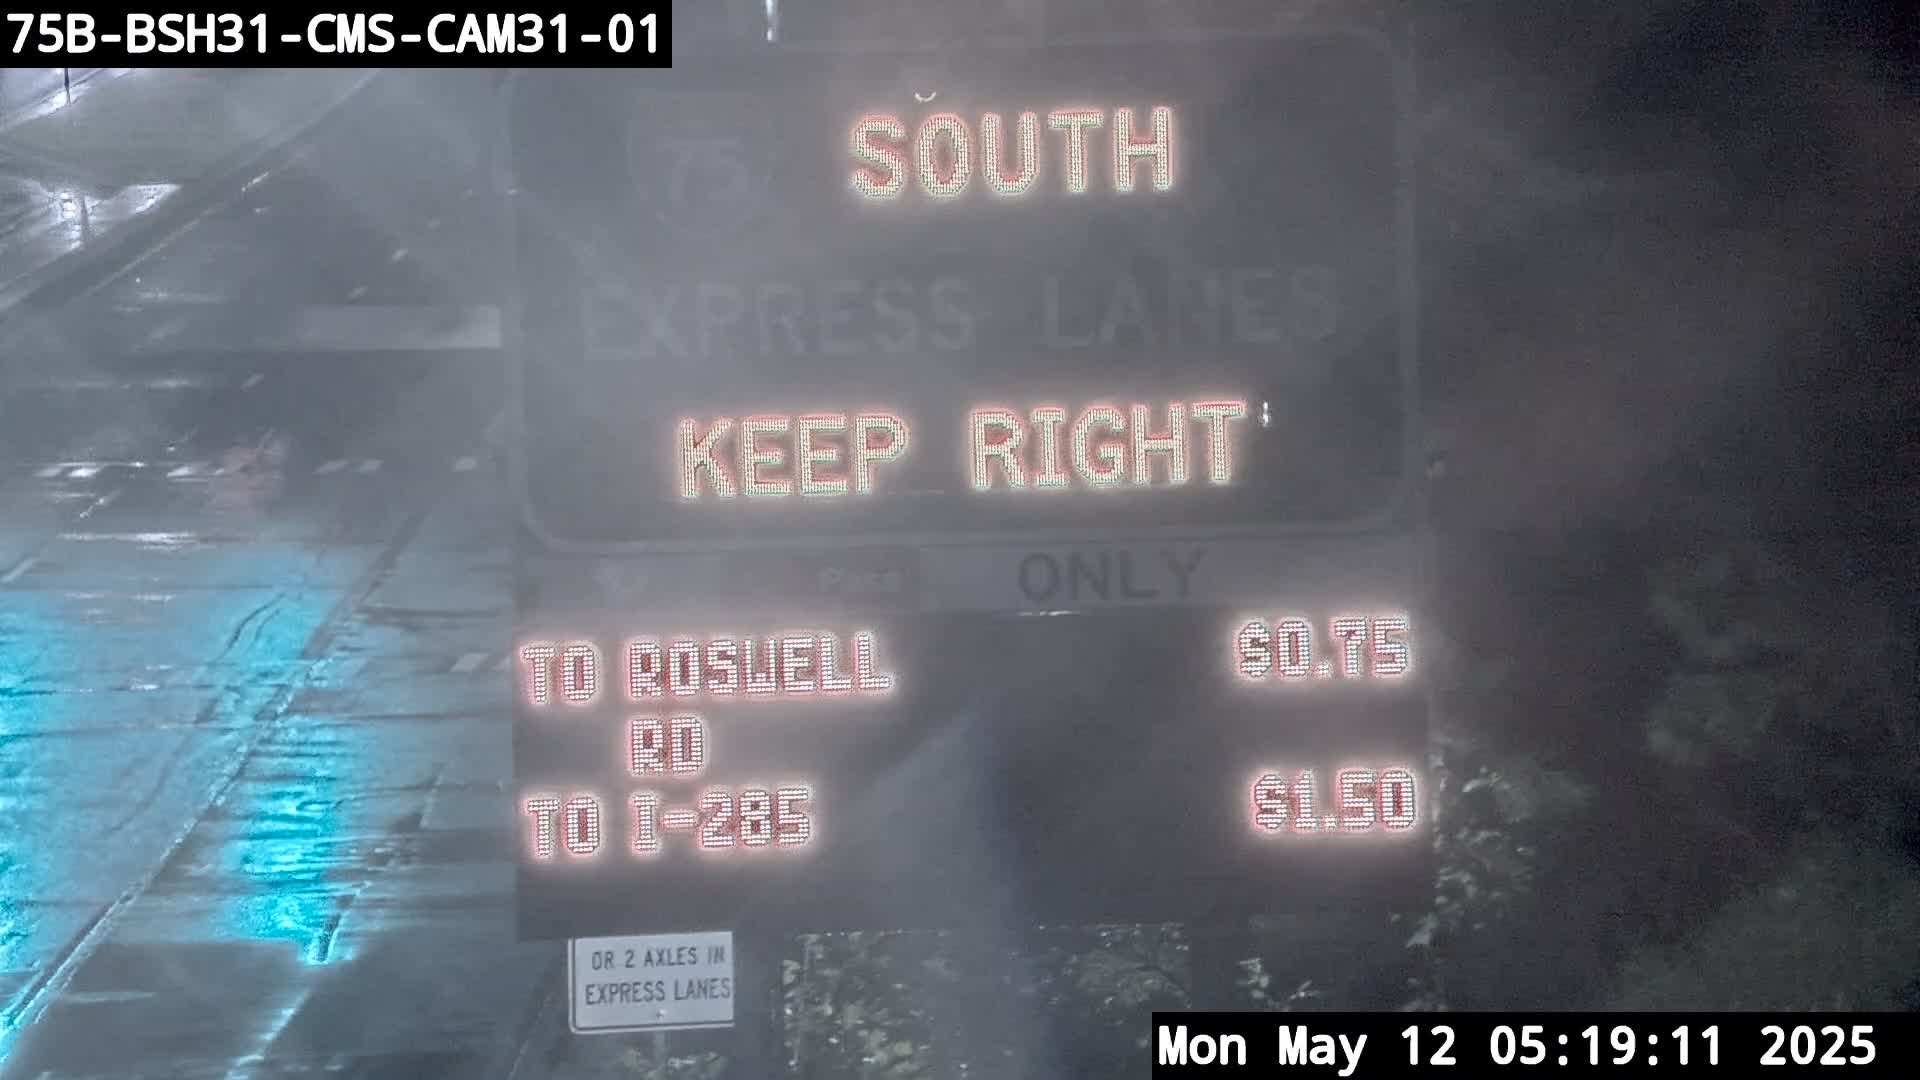 75B-BSH31-CMS-CAM31-01
75 SOUTH
EXPRESS LANES
KEEP RIGHT
ONLY
TO ROSWELL $0.75
RD
TO I-285 $1.50
OR 2 AXLES IN
EXPRESS LANES
Mon May 12 05:19:11 2025